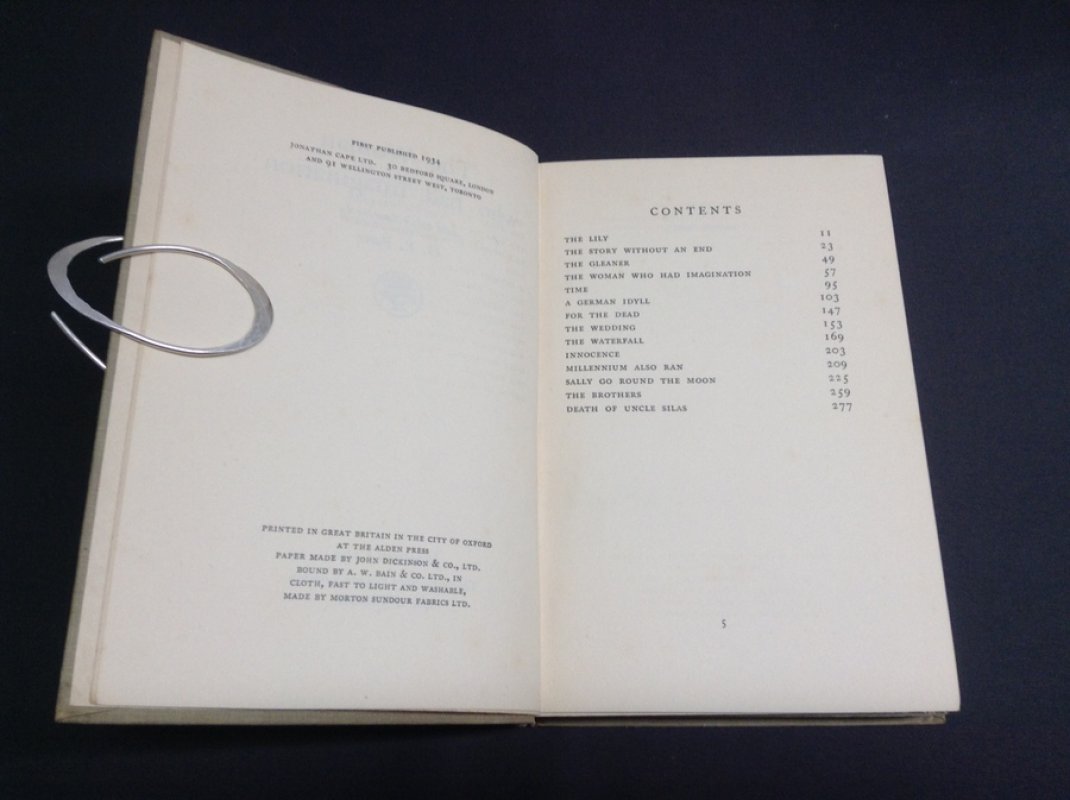 FIRST PUBLISHED 1934
JONATHAN CAPE LTD. 30 BEDFORD SQUARE, LONDON
AND 91 WELLINGTON STREET WEST, TORONTO
PRINTED IN GREAT BRITAIN IN THE CITY OF OXFORD
AT THE ALDEN PRESS
PAPER MADE BY JOHN DICKINSON & CO., LTD.
BOUND BY A. W. BAIN & CO. LTD., IN
CLOTH, FAST TO LIGHT AND WASHABLE,
MADE BY MORTON SUNDOUR FABRICS LTD.
CONTENTS
THE LILY 11
THE STORY WITHOUT AN END 23
THE GLEANER 49
THE WOMAN WHO HAD IMAGINATION 57
TIME 95
A GERMAN IDYLL 103
FOR THE DEAD 147
THE WEDDING 153
THE WATERFALL 169
INNOCENCE 203
MILLENNIUM ALSO RAN 209
SALLY GO ROUND THE MOON 225
THE BROTHERS 259
DEATH OF UNCLE SILAS 277
5